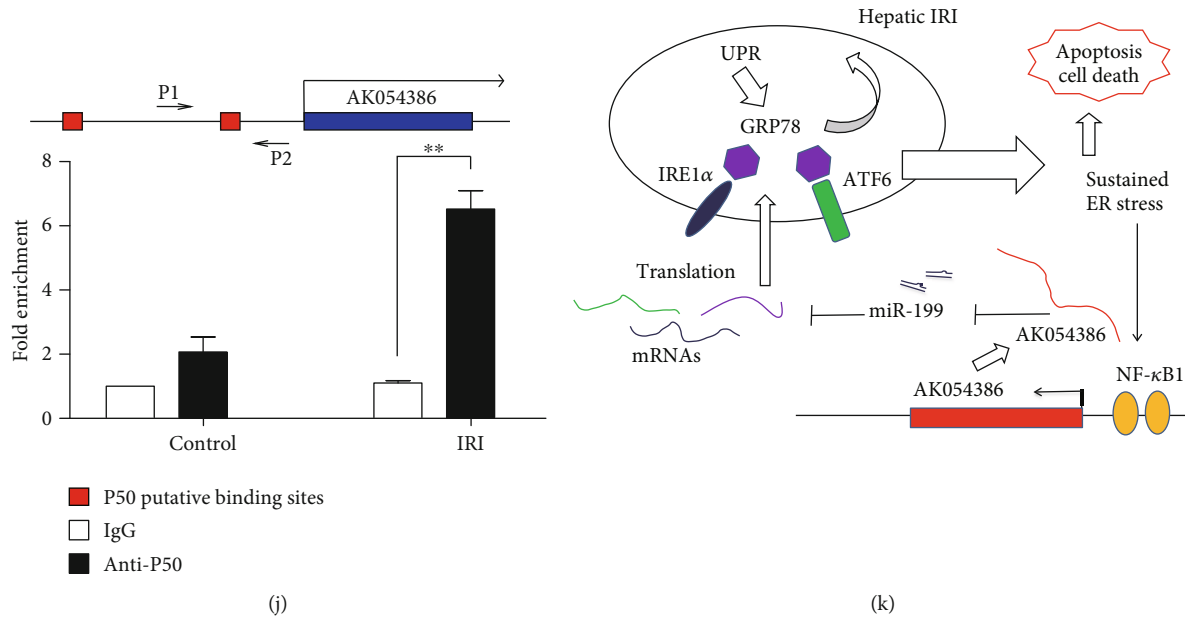 P1
AK054386
P2
8
6
4
2
0
Fold enrichment
**
Control
IRI
P50 putative binding sites
IgG
Anti-P50
(j)
Hepatic IRI
UPR
GRP78
IRE1α
ATF6
Apoptosis
cell death
Sustained
ER stress
Translation
mRNAs
miR-199
AK054386
AK054386
NF-κB1
(k)